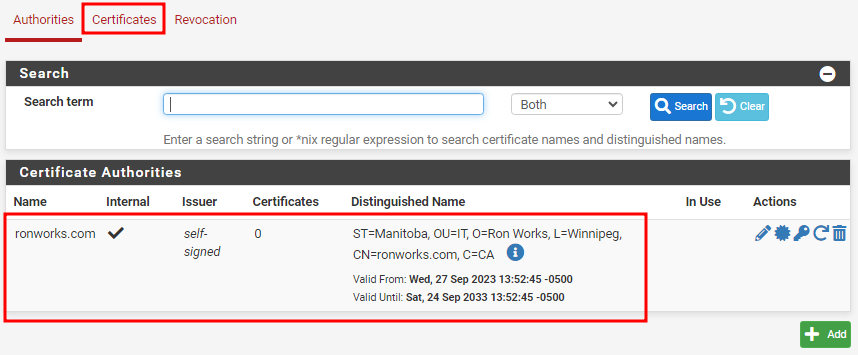 Authorities Certificates Revocation
Search
Search term Both Search Clear
Enter a search string or *nix regular expression to search certificate names and distinguished names.
Certificate Authorities
Name Internal Issuer Certificates Distinguished Name In Use Actions
ronworks.com self- 0 ST=Manitoba, OU=IT, O=Ron Works, L=Winnipeg,
signed CN=ronworks.com, C=CA
Valid From: Wed, 27 Sep 2023 13:52:45 -0500
Valid Until: Sat, 24 Sep 2033 13:52:45 -0500
Add